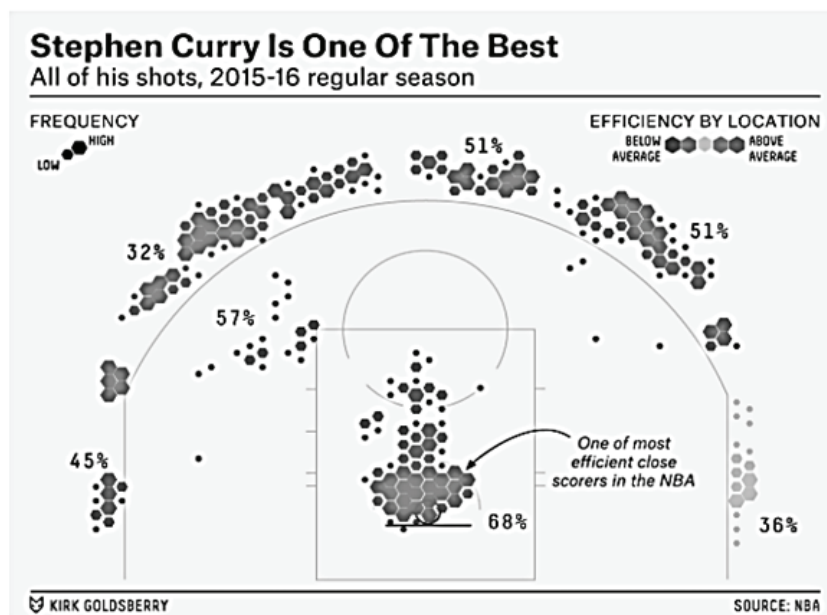 Stephen Curry Is One Of The Best
All of his shots, 2015-16 regular season
FREQUENCY
HIGH
LOW
EFFICIENCY BY LOCATION
BELOW
AVERAGE
ABOVE
AVERAGE
51%
32%
51%
57%
45%
One of most
efficient close
scorers in the NBA
68%
36%
KIRK GOLDSBERRY
SOURCE: NBA